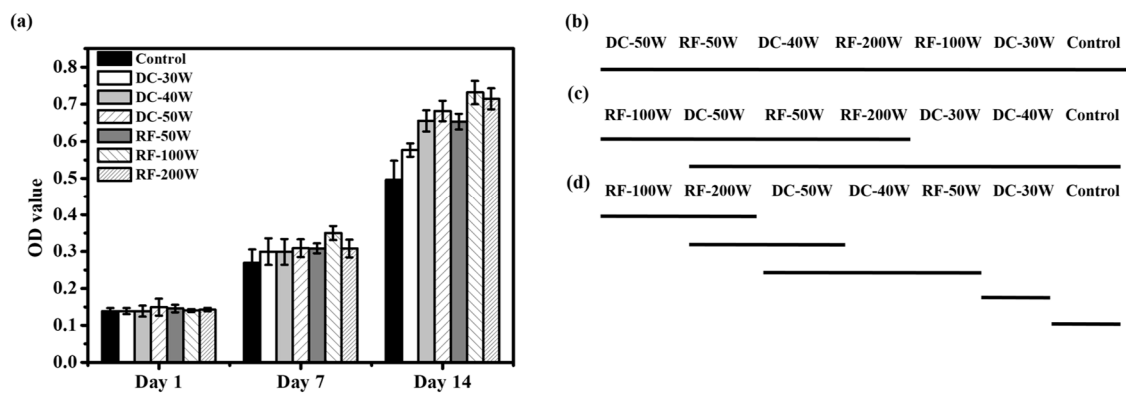 (a)
0.8
0.7
0.6
0.5
0.4
0.3
0.2
0.1
0.0
OD value
Control
DC-30W
DC-40W
DC-50W
RF-50W
RF-100W
RF-200W
Day 1 Day 7 Day 14
(b)
DC-50W RF-50W DC-40W RF-200W RF-100W DC-30W Control
(c)
RF-100W DC-50W RF-50W RF-200W DC-30W DC-40W Control
(d)
RF-100W RF-200W DC-50W DC-40W RF-50W DC-30W Control